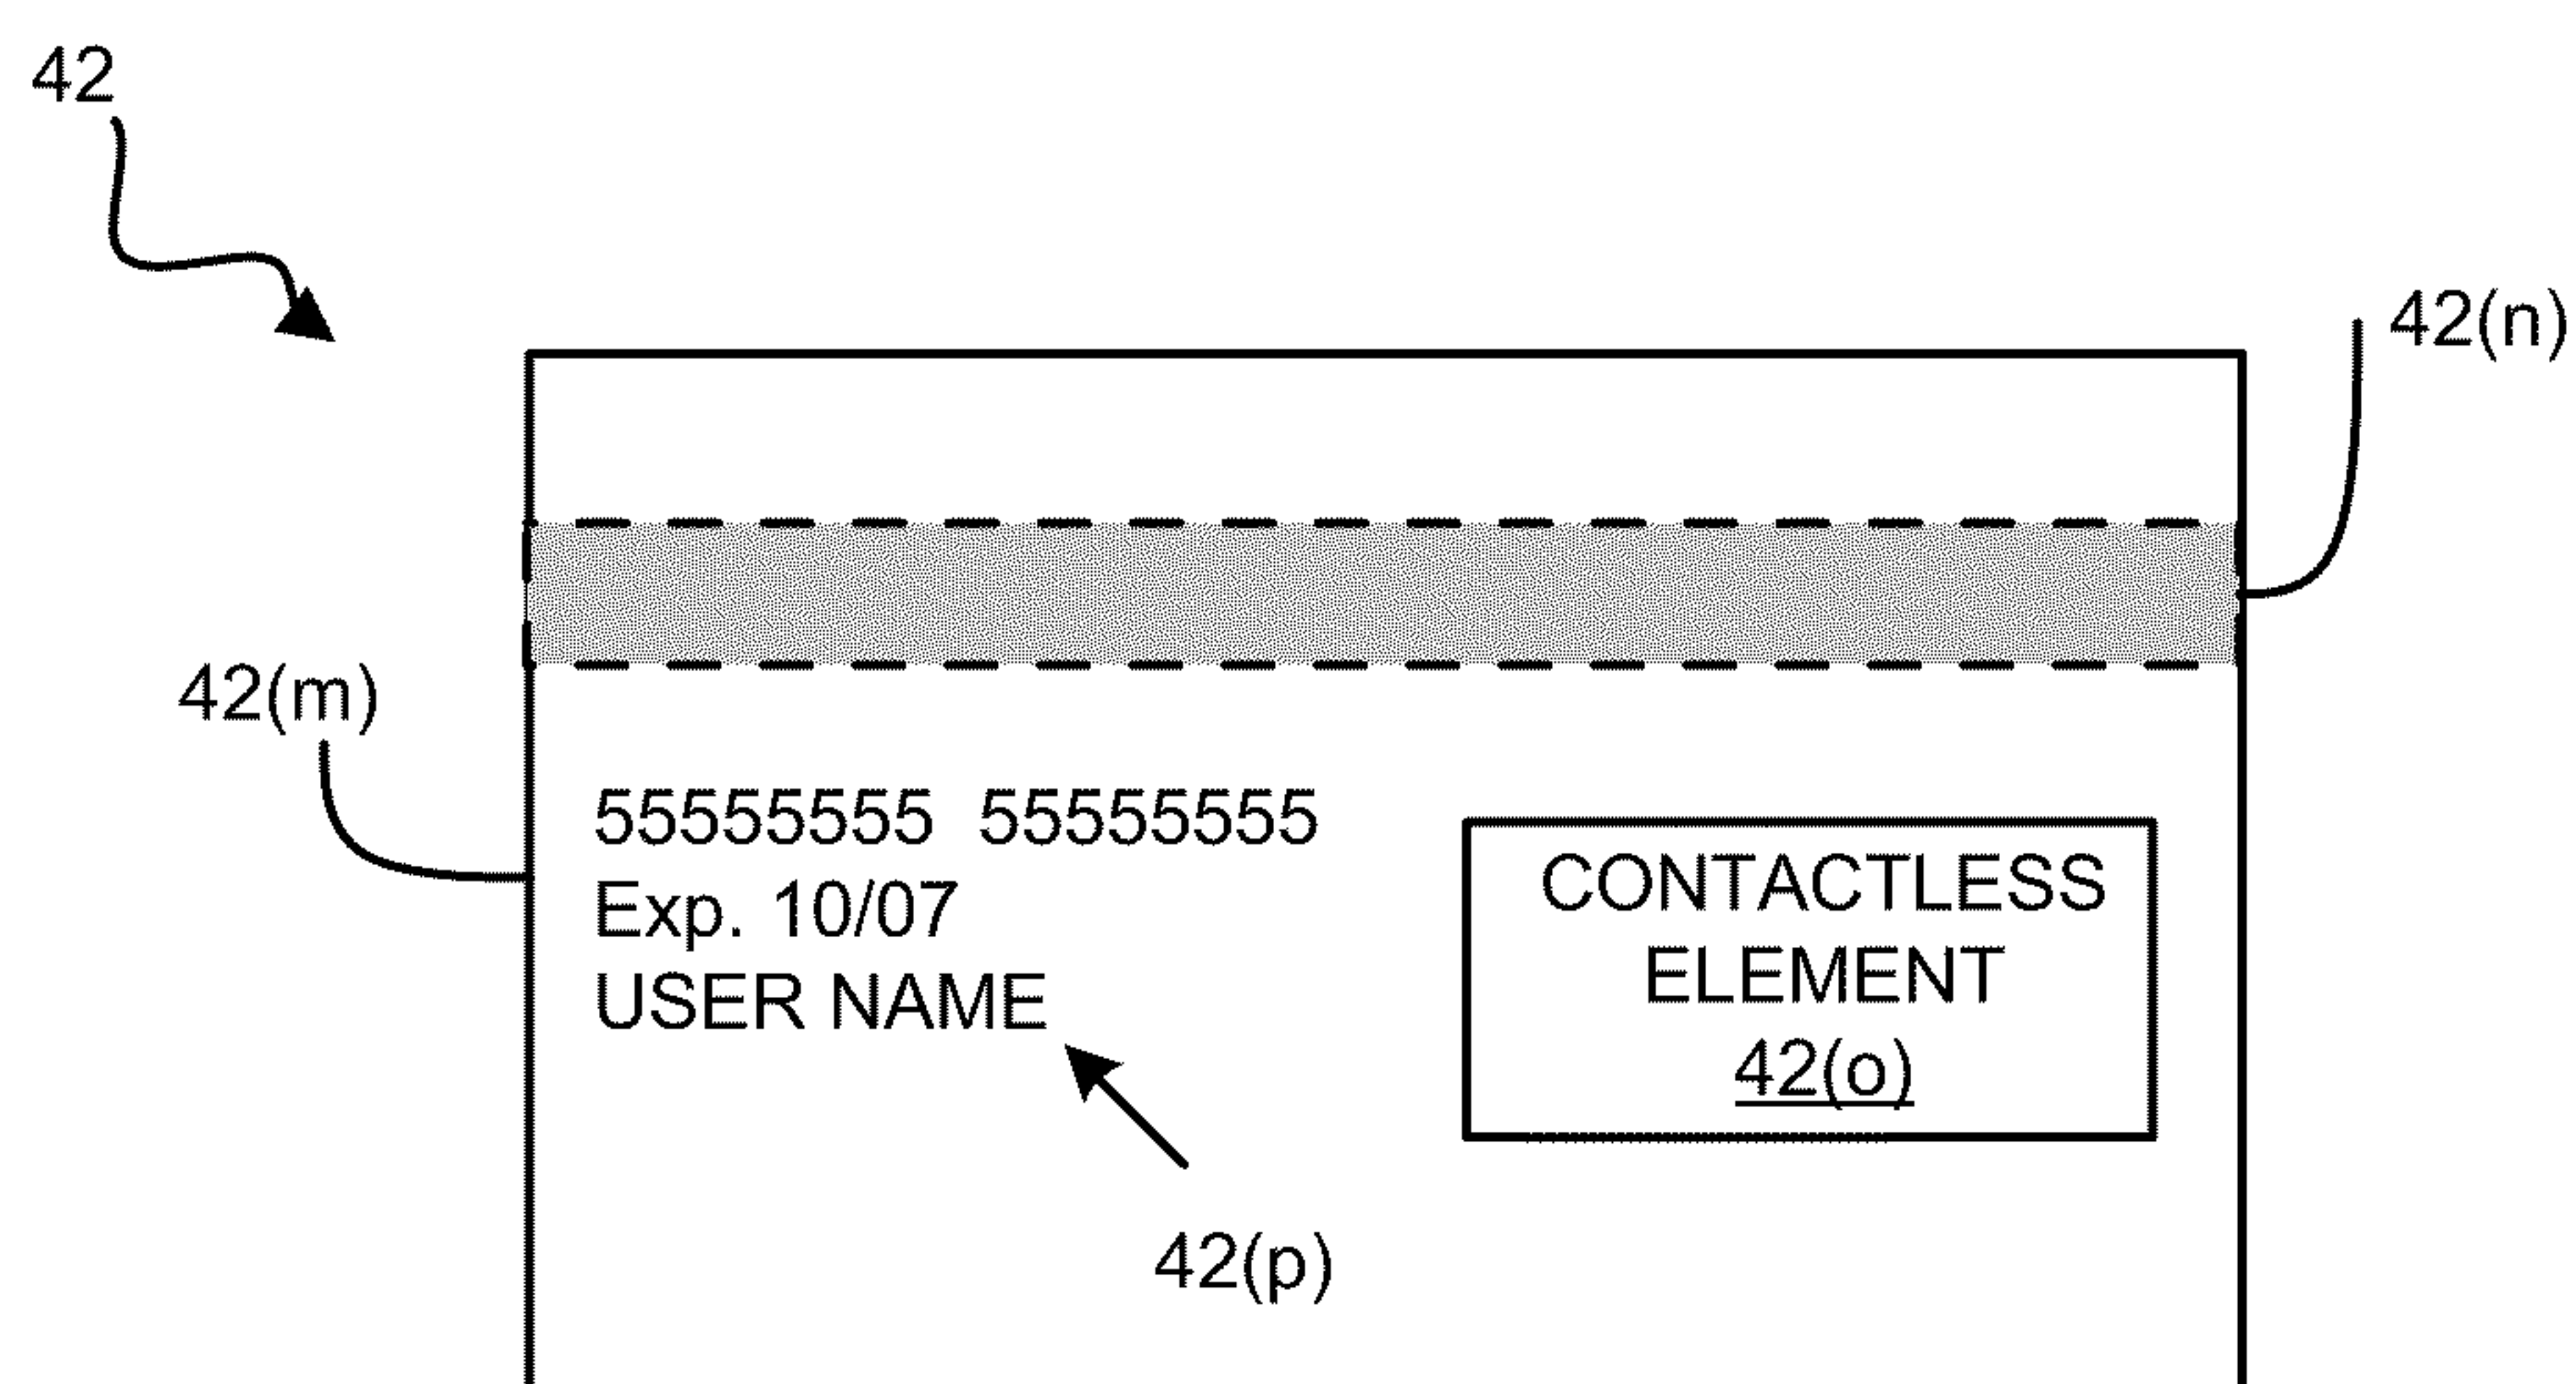 42
42(n)
42(m)
55555555 55555555
Exp. 10/07
USER NAME
CONTACTLESS
ELEMENT
42(o)
42(p)